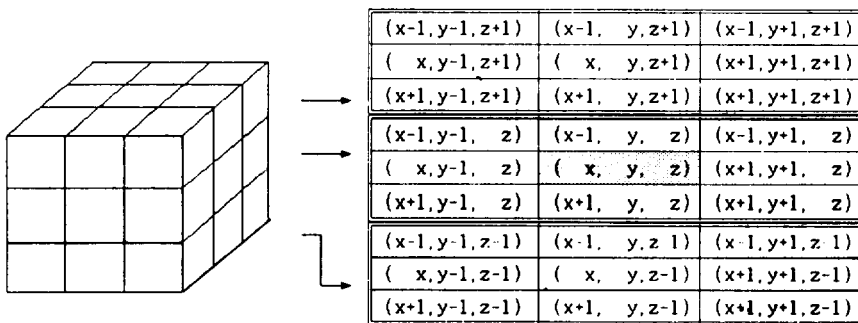 (x-1,y-1,z+1) (x-1, y,z+1) (x-1,y+1,z+1)
( x,y-1,z+1) ( x, y,z+1) (x+1,y+1,z+1)
(x+1,y-1,z+1) (x+1, y,z+1) (x+1,y+1,z+1)
(x-1,y-1, z) (x-1, y, z) (x-1,y+1, z)
( x,y-1, z) ( x, y, z) (x+1,y+1, z)
(x+1,y-1, z) (x+1, y, z) (x+1,y+1, z)
(x-1,y-1,z-1) (x-1, y,z-1) (x-1,y+1,z-1)
( x,y-1,z-1) ( x, y,z-1) (x+1,y+1,z-1)
(x+1,y-1,z-1) (x+1, y,z-1) (x+1,y+1,z-1)